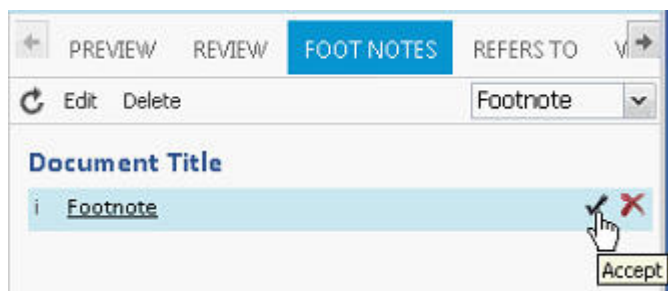 PREVIEW REVIEW FOOT NOTES REFERS TO V
Edit Delete Footnote
Document Title
i Footnote
Accept